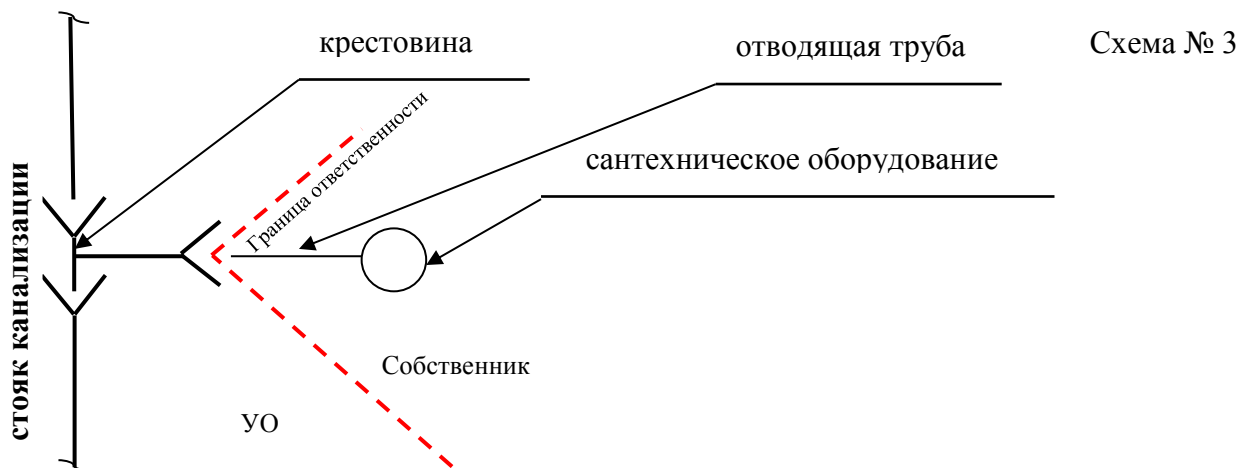 крестовина
отводящая труба
Схема № 3
Граница ответственности
сантехническое оборудование
стояк канализации
Собственник
УО